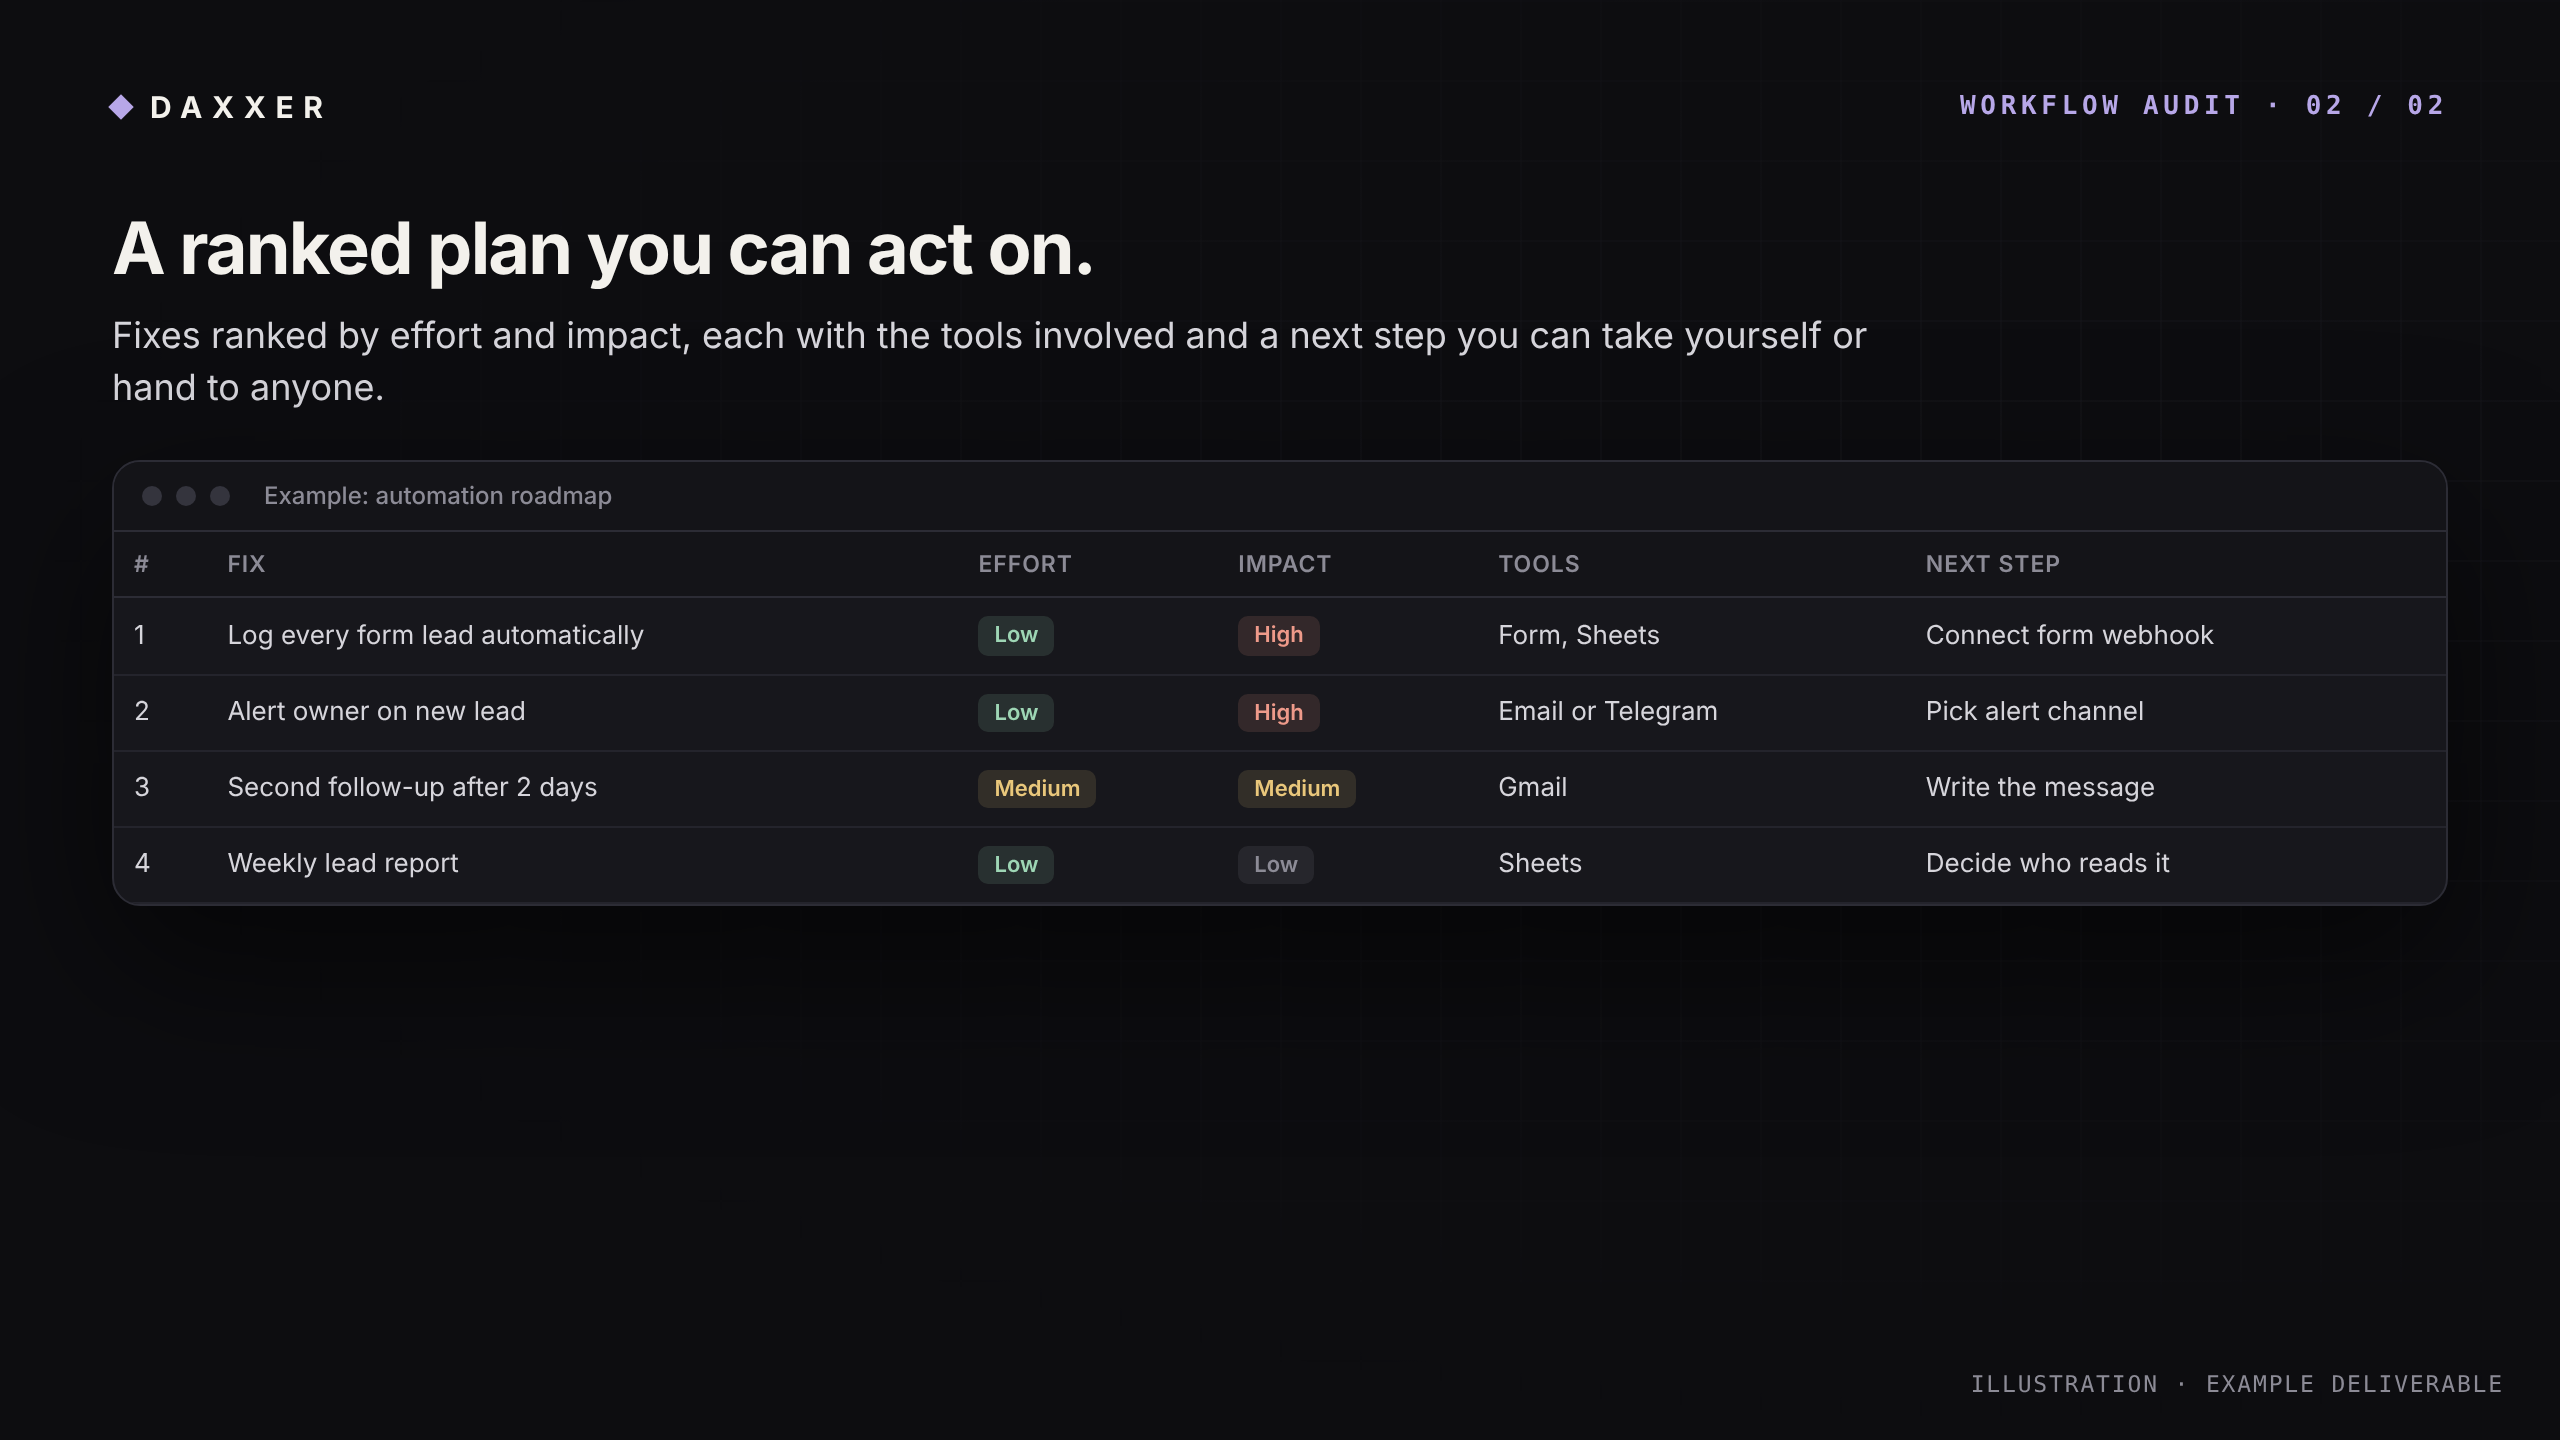 DAXXER
WORKFLOW AUDIT · 02 / 02
A ranked plan you can act on.
Fixes ranked by effort and impact, each with the tools involved and a next step you can take yourself or
hand to anyone.
Example: automation roadmap
# FIX EFFORT IMPACT TOOLS NEXT STEP
1 Log every form lead automatically Low High Form, Sheets Connect form webhook
2 Alert owner on new lead Low High Email or Telegram Pick alert channel
3 Second follow-up after 2 days Medium Medium Gmail Write the message
4 Weekly lead report Low Low Sheets Decide who reads it
ILLUSTRATION · EXAMPLE DELIVERABLE